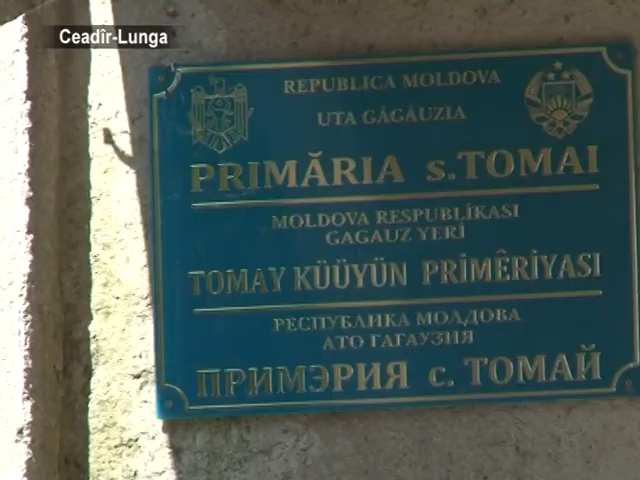 Ceadîr-Lunga
REPUBLICA MOLDOVA
UTA GĂGĂUZIA
PRIMĂRIA s.TOMAI
MOLDOVA RESPUBLİKASI
GAGAUZ YERİ
TOMAY KÜÜYÜN PRİMÊRİYASI
РЕСПУБЛИКА МОЛДОВА
АТО ГАГАУЗИЯ
ПРИМЭРИЯ с. ТОМАЙ